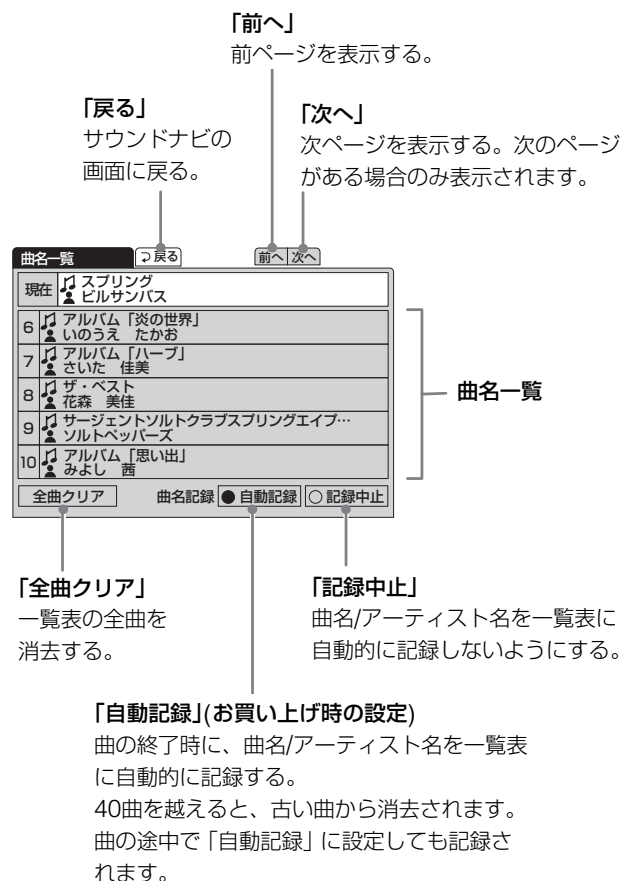 「前へ」
前ページを表示する。
「戻る」
サウンドナビの
画面に戻る。
「次へ」
次ページを表示する。次のページ
がある場合のみ表示されます。
曲名一覧 戻る 前へ 次へ
現在 スプリング
ビルサンバス
6 アルバム「炎の世界」
いのうえ たかお
7 アルバム「ハーブ」
さいた 佳美
8 ザ・ベスト
花森 美佳
9 サージェントソルトクラブスプリングエイプ…
ソルトペッパーズ
10 アルバム「思い出」
みよし 茜
全曲クリア 曲名記録 ● 自動記録 ○ 記録中止
曲名一覧
「全曲クリア」
一覧表の全曲を
消去する。
「記録中止」
曲名/アーティスト名を一覧表に
自動的に記録しないようにする。
「自動記録」(お買い上げ時の設定)
曲の終了時に、曲名/アーティスト名を一覧表
に自動的に記録する。
40曲を越えると、古い曲から消去されます。
曲の途中で「自動記録」に設定しても記録さ
れます。